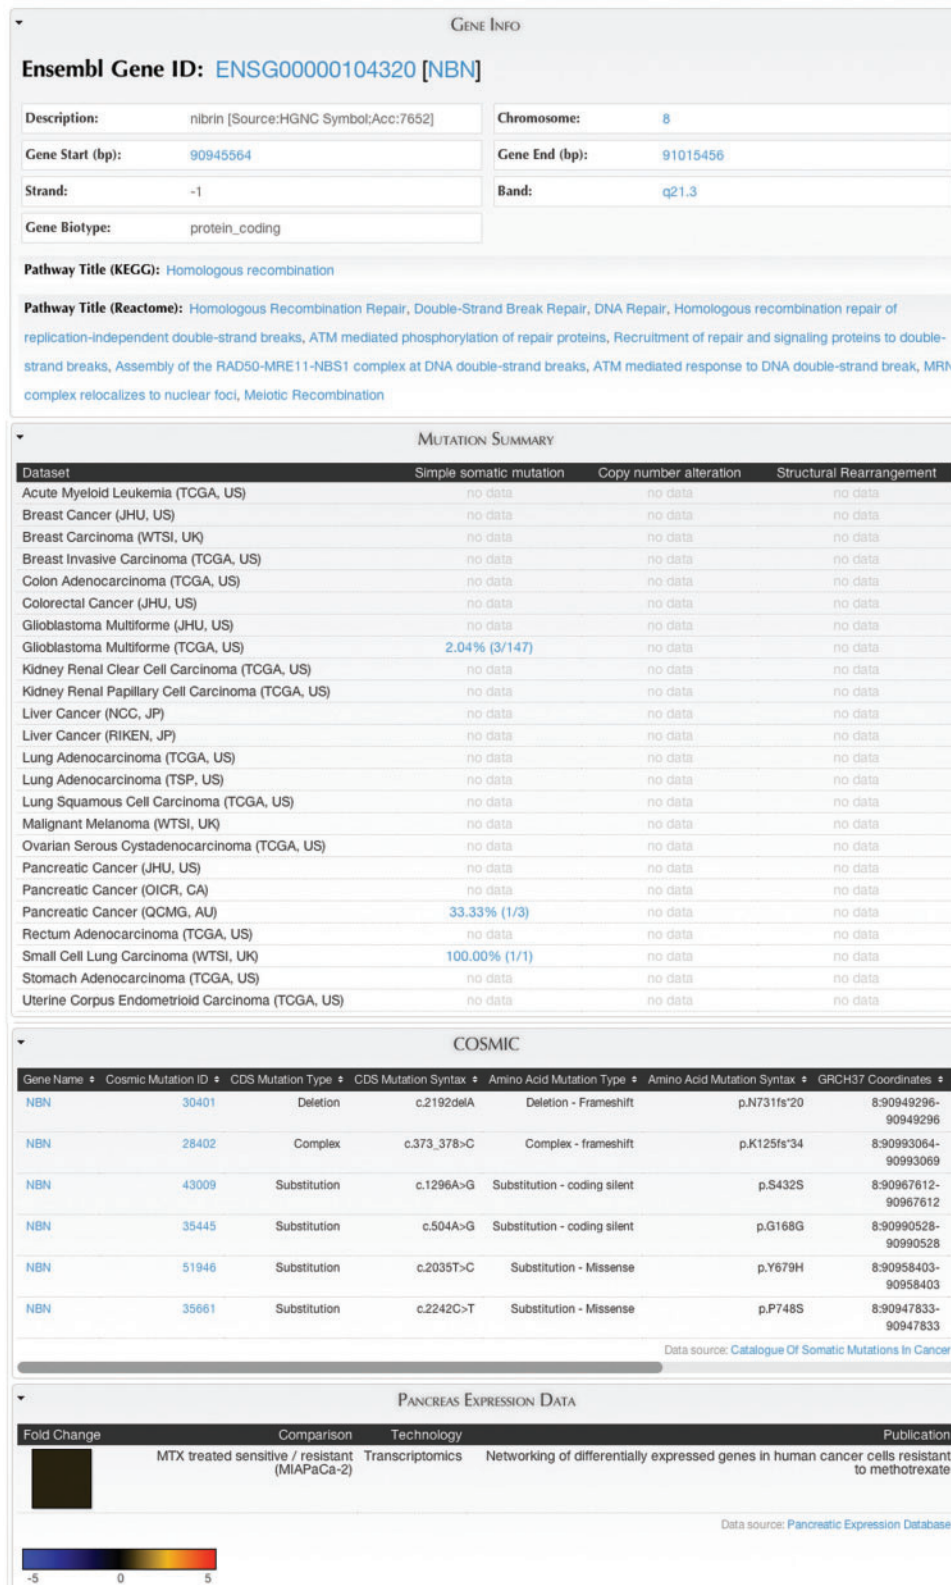 GENE INFO
Ensembl Gene ID: ENSG00000104320 [NBN]
Description: nibrin [Source:HGNC Symbol;Acc:7652] Chromosome: 8
Gene Start (bp): 90945564 Gene End (bp): 91015456
Strand: -1 Band: q21.3
Gene Biotype: protein_coding
Pathway Title (KEGG): Homologous recombination
Pathway Title (Reactome): Homologous Recombination Repair, Double-Strand Break Repair, DNA Repair, Homologous recombination repair of
replication-independent double-strand breaks, ATM mediated phosphorylation of repair proteins, Recruitment of repair and signaling proteins to double-
strand breaks, Assembly of the RAD50-MRE11-NBS1 complex at DNA double-strand breaks, ATM mediated response to DNA double-strand break, MRN
complex relocalizes to nuclear foci, Meiotic Recombination
MUTATION SUMMARY
Dataset Simple somatic mutation Copy number alteration Structural Rearrangement
Acute Myeloid Leukemia (TCGA, US) no data no data no data
Breast Cancer (JHU, US) no data no data no data
Breast Carcinoma (WTSI, UK) no data no data no data
Breast Invasive Carcinoma (TCGA, US) no data no data no data
Colon Adenocarcinoma (TCGA, US) no data no data no data
Colorectal Cancer (JHU, US) no data no data no data
Glioblastoma Multiforme (JHU, US) no data no data no data
Glioblastoma Multiforme (TCGA, US) 2.04% (3/147) no data no data
Kidney Renal Clear Cell Carcinoma (TCGA, US) no data no data no data
Kidney Renal Papillary Cell Carcinoma (TCGA, US) no data no data no data
Liver Cancer (NCC, JP) no data no data no data
Liver Cancer (RIKEN, JP) no data no data no data
Lung Adenocarcinoma (TCGA, US) no data no data no data
Lung Adenocarcinoma (TSP, US) no data no data no data
Lung Squamous Cell Carcinoma (TCGA, US) no data no data no data
Malignant Melanoma (WTSI, UK) no data no data no data
Ovarian Serous Cystadenocarcinoma (TCGA, US) no data no data no data
Pancreatic Cancer (JHU, US) no data no data no data
Pancreatic Cancer (OICR, CA) no data no data no data
Pancreatic Cancer (QCMG, AU) 33.33% (1/3) no data no data
Rectum Adenocarcinoma (TCGA, US) no data no data no data
Small Cell Lung Carcinoma (WTSI, UK) 100.00% (1/1) no data no data
Stomach Adenocarcinoma (TCGA, US) no data no data no data
Uterine Corpus Endometrioid Carcinoma (TCGA, US) no data no data no data
COSMIC
Gene Name Cosmic Mutation ID CDS Mutation Type CDS Mutation Syntax Amino Acid Mutation Type Amino Acid Mutation Syntax GRCH37 Coordinates
NBN 30401 Deletion c.2192delA Deletion - Frameshift p.N731fs*20 8:90949296-
90949296
NBN 28402 Complex c.373_378>C Complex - frameshift p.K125fs*34 8:90993064-
90993069
NBN 43009 Substitution c.1296A>G Substitution - coding silent p.S432S 8:90967612-
90967612
NBN 35445 Substitution c.504A>G Substitution - coding silent p.G168G 8:90990528-
90990528
NBN 51946 Substitution c.2035T>C Substitution - Missense p.Y679H 8:90958403-
90958403
NBN 35661 Substitution c.2242C>T Substitution - Missense p.P748S 8:90947833-
90947833
Data source: Catalogue Of Somatic Mutations In Cancer
PANCREAS EXPRESSION DATA
Fold Change Comparison Technology Publication
MTX treated sensitive / resistant Transcriptomics Networking of differentially expressed genes in human cancer cells resistant
(MIAPaCa-2) to methotrexate
Data source: Pancreatic Expression Database
-5 0 5